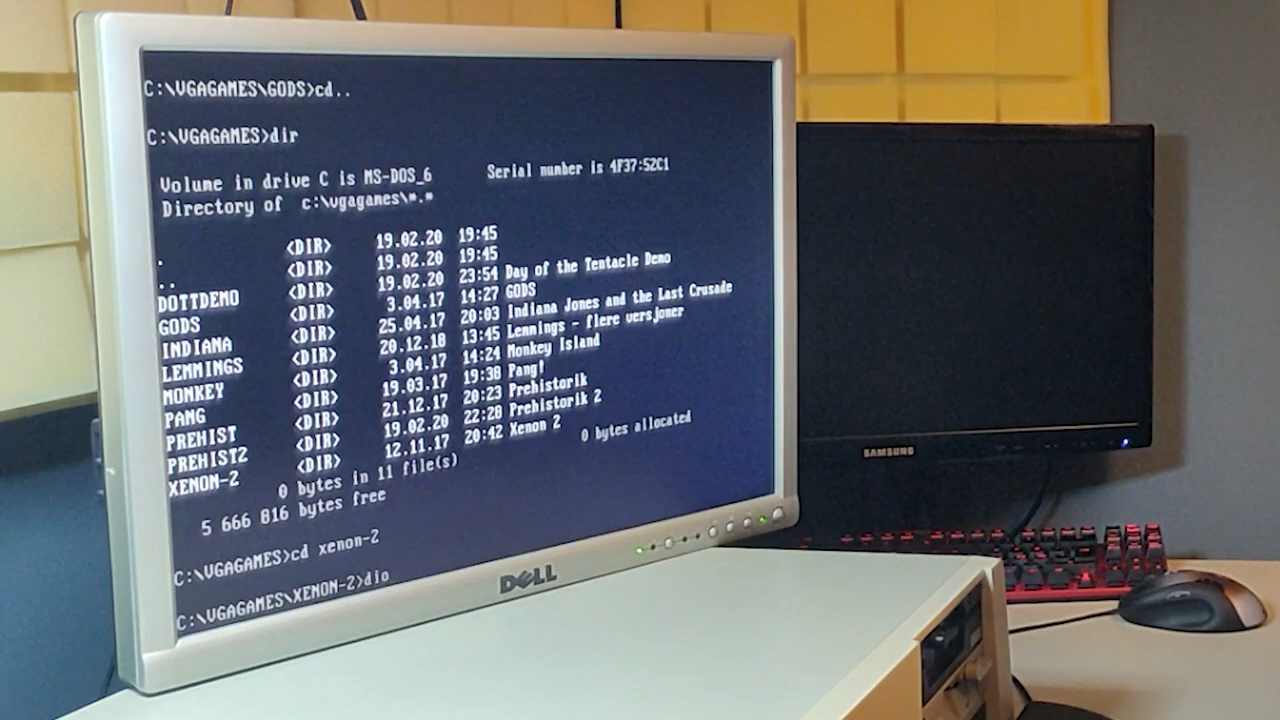 C:\VGAGAMES\GODS>cd..
C:\VGAGAMES>dir
Volume in drive C is MS-DOS_6 Serial number is 4F37:52C1
Directory of c:\vgagames\*.*
. <DIR> 19.02.20 19:45
.. <DIR> 19.02.20 19:45
DOTTDEMO <DIR> 19.02.20 23:54 Day of the Tentacle Demo
GODS <DIR> 3.04.17 14:27 GODS
INDIANA <DIR> 25.04.17 20:03 Indiana Jones and the Last Crusade
LEMMINGS <DIR> 20.12.18 13:45 Lemmings - flere versjoner
MONKEY <DIR> 3.04.17 14:24 Monkey Island
PANG <DIR> 19.03.17 19:38 Pang!
PREHIST <DIR> 21.12.17 20:23 Prehistorik
PREHIST2 <DIR> 19.02.20 22:28 Prehistorik 2
XENON-2 <DIR> 12.11.17 20:42 Xenon 2
0 bytes in 11 file(s) 0 bytes allocated
5 666 816 bytes free
C:\VGAGAMES>cd xenon-2
C:\VGAGAMES\XENON-2>dio
DELL
SAMSUNG